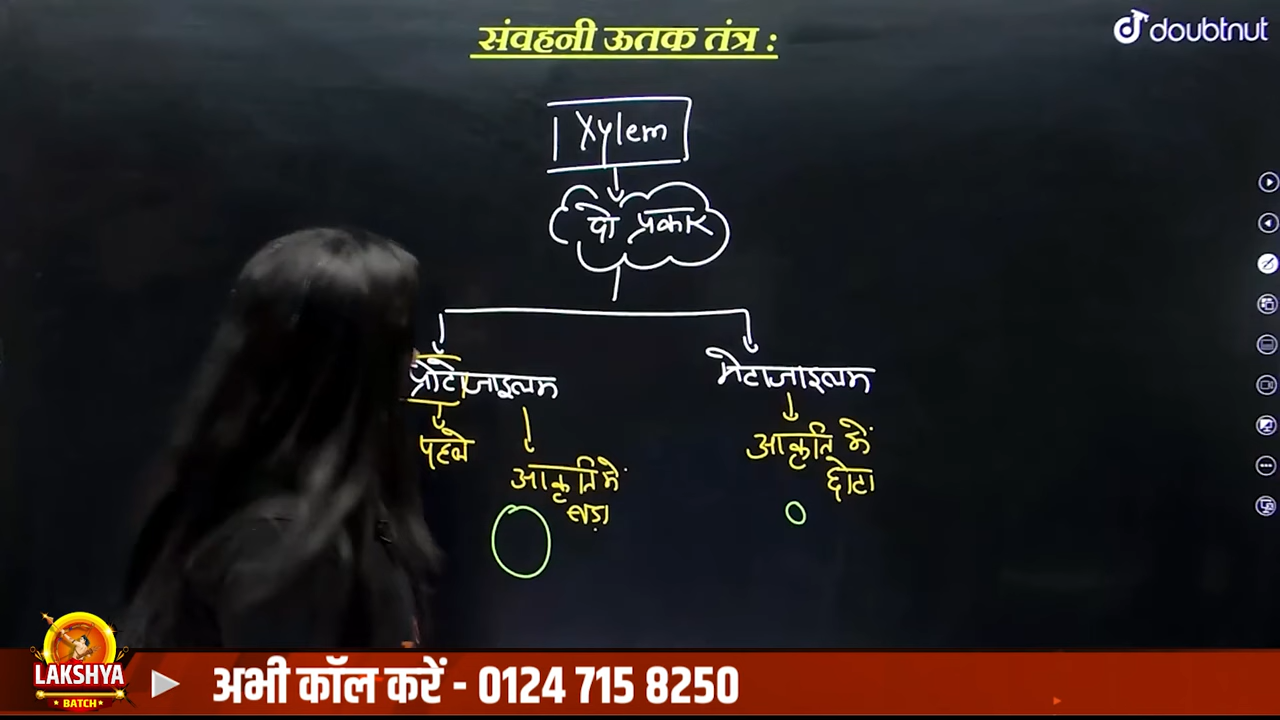 संवहनी ऊतक तंत्र :
doubtnut
Xylem
दो प्रकार
प्रोटोजाइलम
मेटाजाइलम
पहले
आकृति में
बड़ा
आकृति में
छोटा
LAKSHYA
BATCH
अभी कॉल करें - 0124 715 8250